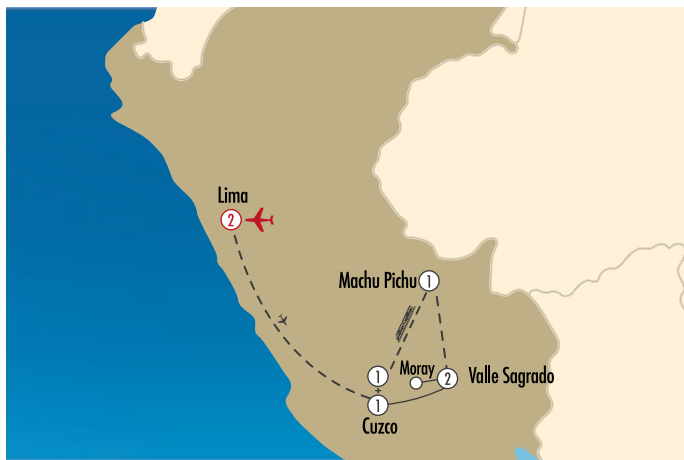 Lima
2
Machu Pichu 1
1
Moray
2 Valle Sagrado
+
1
Cuzco